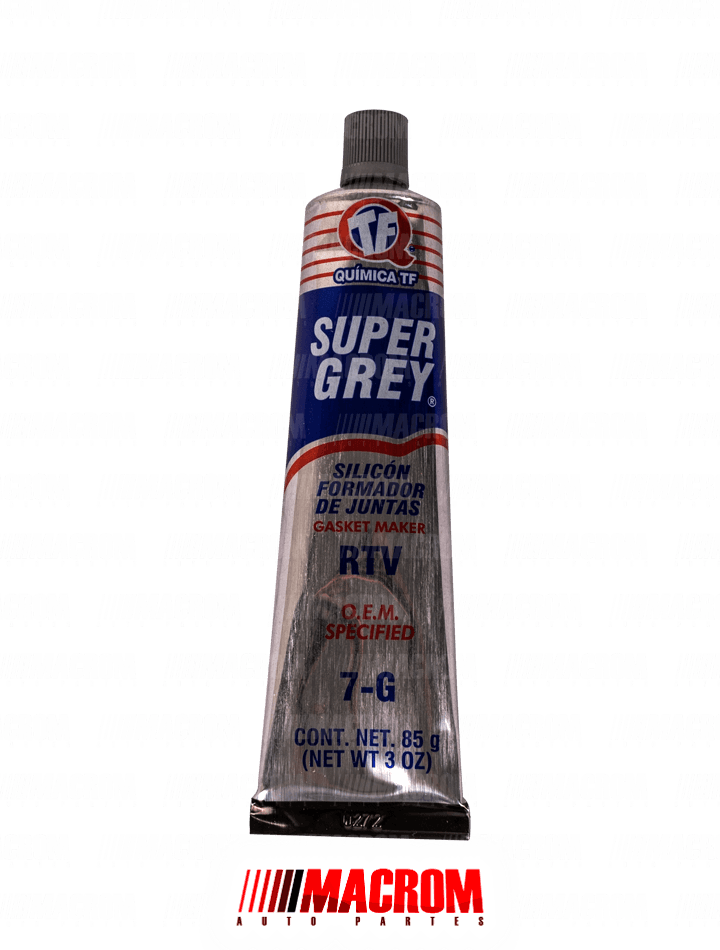 TF
QUÍMICA TF
SUPER
GREY®
SILICÓN
FORMADOR
DE JUNTAS
GASKET MAKER
RTV
O.E.M.
SPECIFIED
7-G
CONT. NET. 85 g
(NET WT 3 OZ)
0272
MACROM
AUTO PARTES